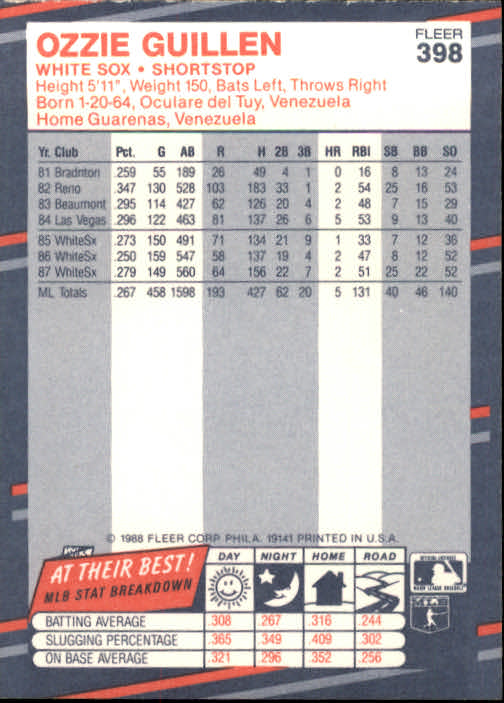 OZZIE GUILLEN
FLEER
398
WHITE SOX • SHORTSTOP
Height 5'11", Weight 150, Bats Left, Throws Right
Born 1-20-64, Oculare del Tuy, Venezuela
Home Guarenas, Venezuela
Yr. Club Pct. G AB R H 2B 3B HR RBI SB BB SO
81 Bradnton .259 55 189 26 49 4 1 0 16 8 13 24
82 Reno .347 130 528 103 183 33 1 2 54 25 16 53
83 Beaumont .295 114 427 62 126 20 4 2 48 7 15 29
84 Las Vegas .296 122 463 81 137 26 6 5 53 9 13 40
85 WhiteSx .273 150 491 71 134 21 9 1 33 7 12 36
86 WhiteSx .250 159 547 58 137 19 4 2 47 8 12 52
87 WhiteSx .279 149 560 64 156 22 7 2 51 25 22 52
ML Totals .267 458 1598 193 427 62 20 5 131 40 46 140
© 1988 FLEER CORP. PHILA. 19141 PRINTED IN U.S.A.
AT THEIR BEST!
MLB STAT BREAKDOWN
DAY NIGHT HOME ROAD
BATTING AVERAGE .308 .267 .316 .244
SLUGGING PERCENTAGE .365 .349 .409 .302
ON BASE AVERAGE .321 .296 .352 .256